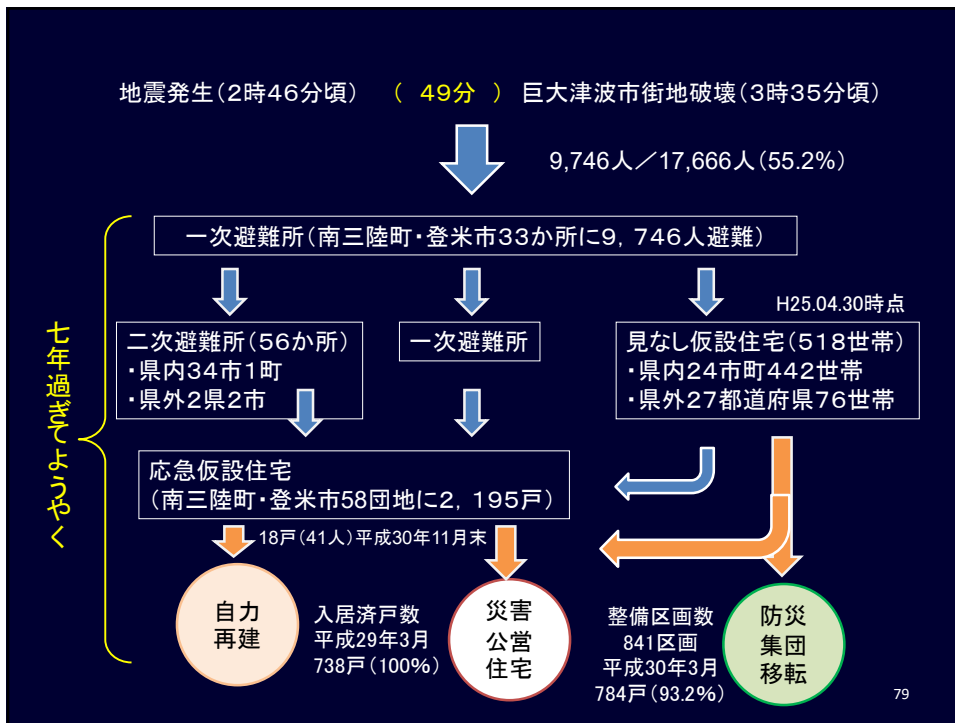 地震発生(2時46分頃) ( 49分 ) 巨大津波市街地破壊(3時35分頃)
9,746人/17,666人(55.2%)
一次避難所(南三陸町・登米市33か所に9,746人避難)
H25.04.30時点
七年過ぎてようやく
二次避難所(56か所)
・県内34市1町
・県外2県2市
一次避難所
見なし仮設住宅(518世帯)
・県内24市町442世帯
・県外27都道府県76世帯
応急仮設住宅
(南三陸町・登米市58団地に2,195戸)
18戸(41人)平成30年11月末
自力
再建
入居済戸数
平成29年3月
738戸(100%)
災害
公営
住宅
整備区画数
841区画
平成30年3月
784戸(93.2%)
防災
集団
移転
79